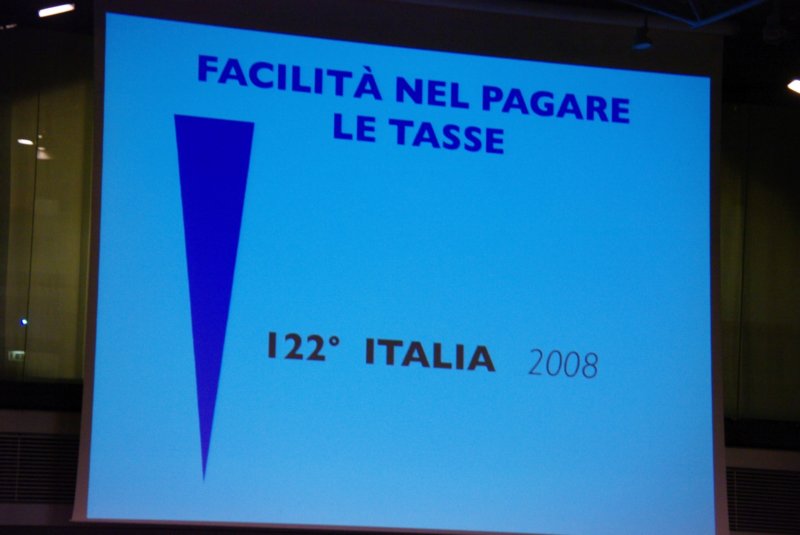 FACILITÀ NEL PAGARE
LE TASSE
122° ITALIA 2008